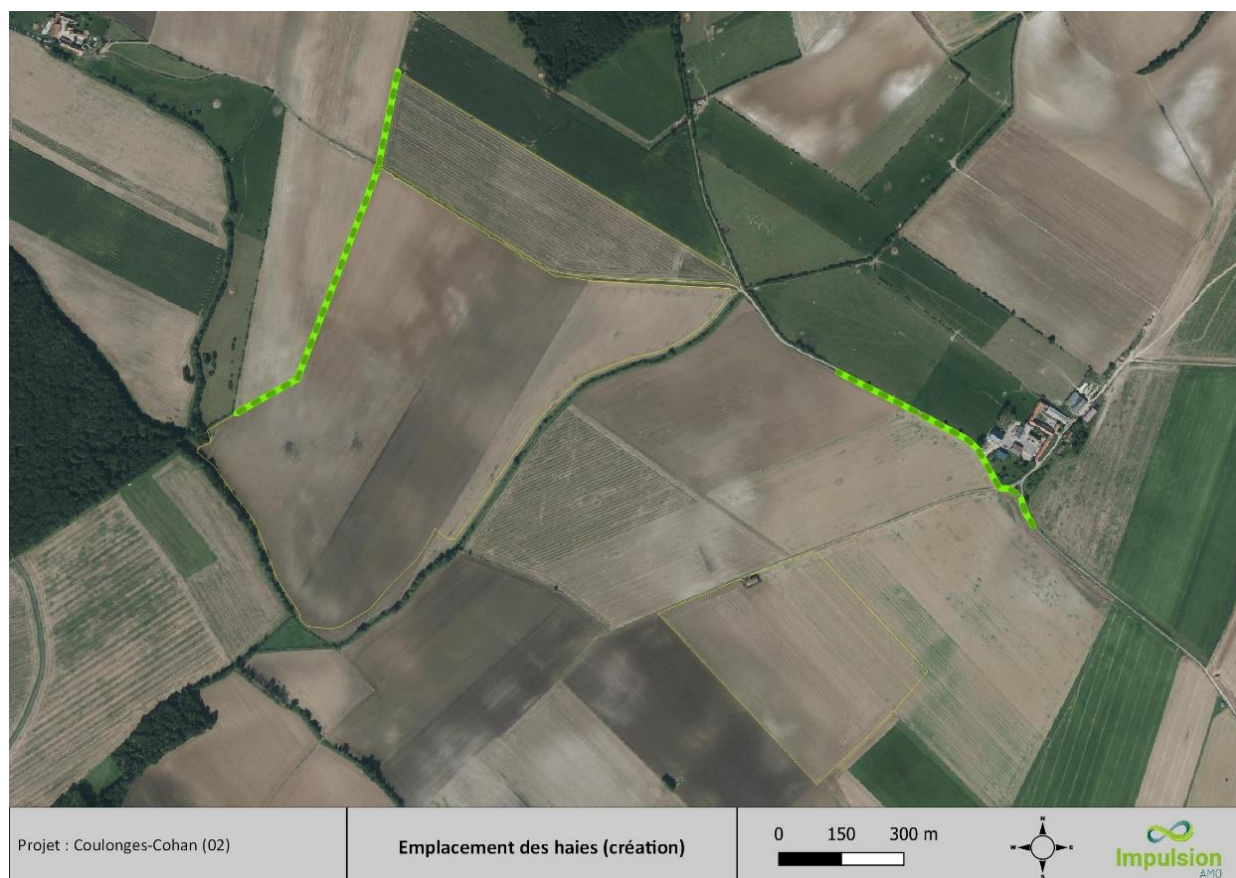 Projet : Coulonges-Cohan (02)
Emplacement des haies (création)
0 150 300 m
N
W E
S
Impulsion
AMO